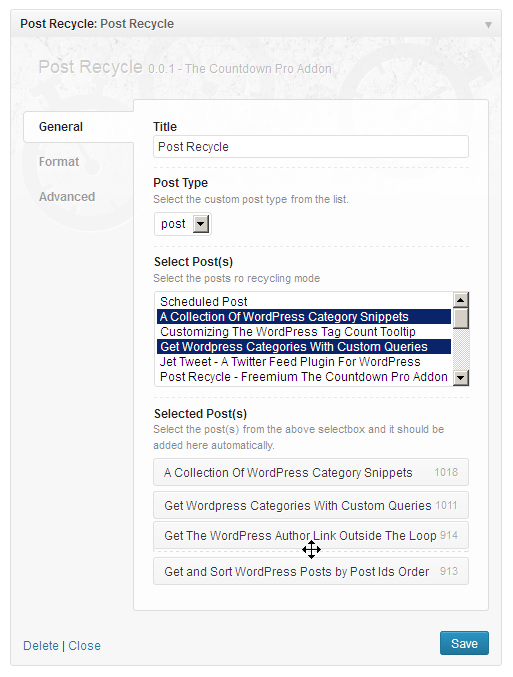 Post Recycle: Post Recycle
Post Recycle 0.0.1 - The Countdown Pro Addon
General
Format
Advanced
Title
Post Recycle
Post Type
Select the custom post type from the list.
post
Select Post(s)
Select the posts ro recycling mode
Scheduled Post
A Collection Of WordPress Category Snippets
Customizing The WordPress Tag Count Tooltip
Get Wordpress Categories With Custom Queries
Jet Tweet - A Twitter Feed Plugin For WordPress
Post Recycle - Freemium The Countdown Pro Addon
Selected Post(s)
Select the post(s) from the above selectbox and it should be
added here automatically.
A Collection Of WordPress Category Snippets 1018
Get Wordpress Categories With Custom Queries 1011
Get The WordPress Author Link Outside The Loop 914
Get and Sort WordPress Posts by Post Ids Order 913
Delete | Close
Save